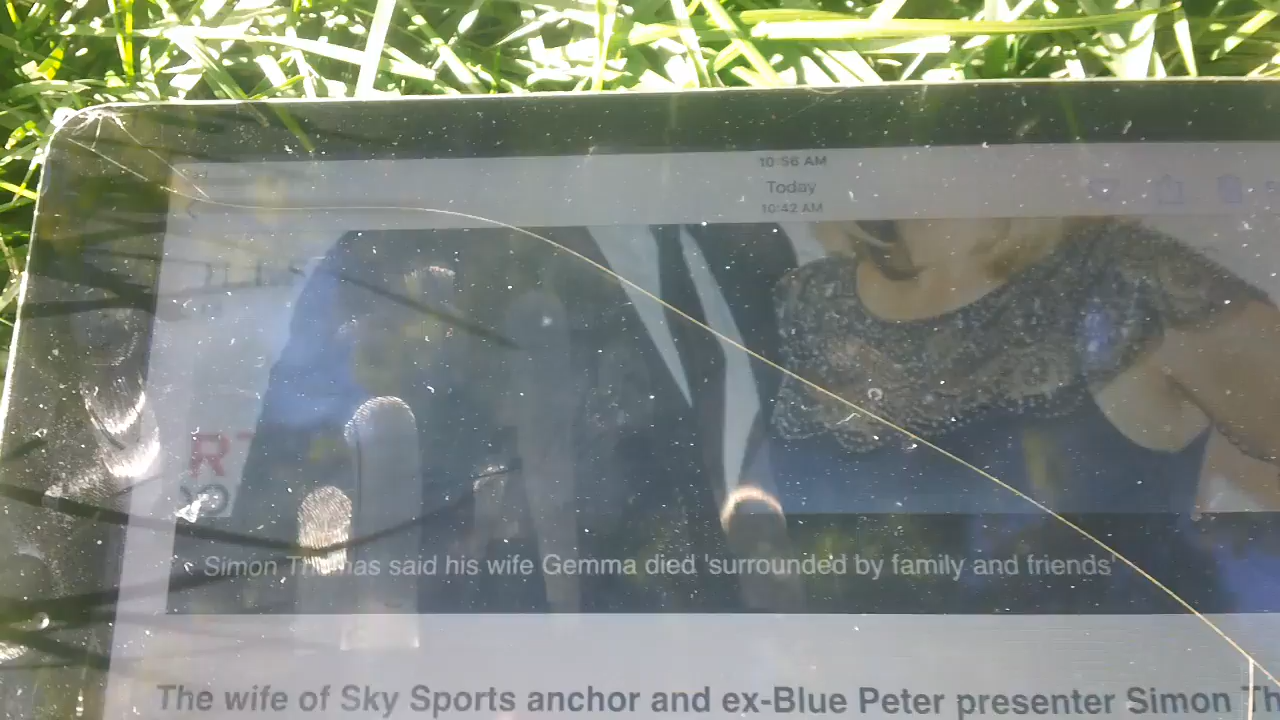 10:56 AM
Today
10:42 AM
Simon Thomas said his wife Gemma died 'surrounded by family and friends'
The wife of Sky Sports anchor and ex-Blue Peter presenter Simon Th